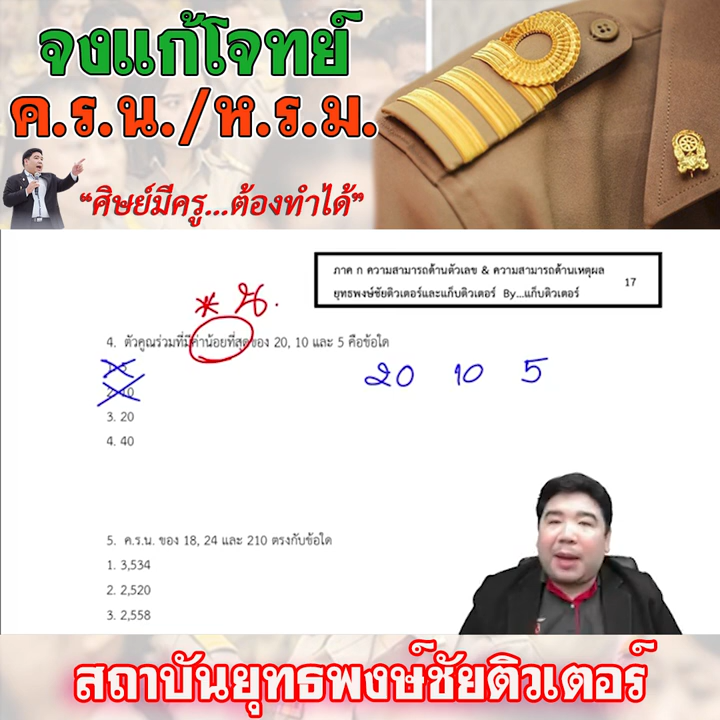 จงแก้โจทย์
ค.ร.น./ห.ร.ม.
“ศิษย์มีครู...ต้องทำได้”
ภาค ก ความสามารถด้านตัวเลข & ความสามารถด้านเหตุผล
17
ยุทธพงษ์ชัยติวเตอร์และแก็บติวเตอร์ By...แก็บติวเตอร์
* น.
4. ตัวคูณร่วมที่มีค่าน้อยที่สุดของ 20, 10 และ 5 คือข้อใด
1. 5
20 10 5
2. 10
3. 20
4. 40
5. ค.ร.น. ของ 18, 24 และ 210 ตรงกับข้อใด
1. 3,534
2. 2,520
3. 2,558
สถาบันยุทธพงษ์ชัยติวเตอร์